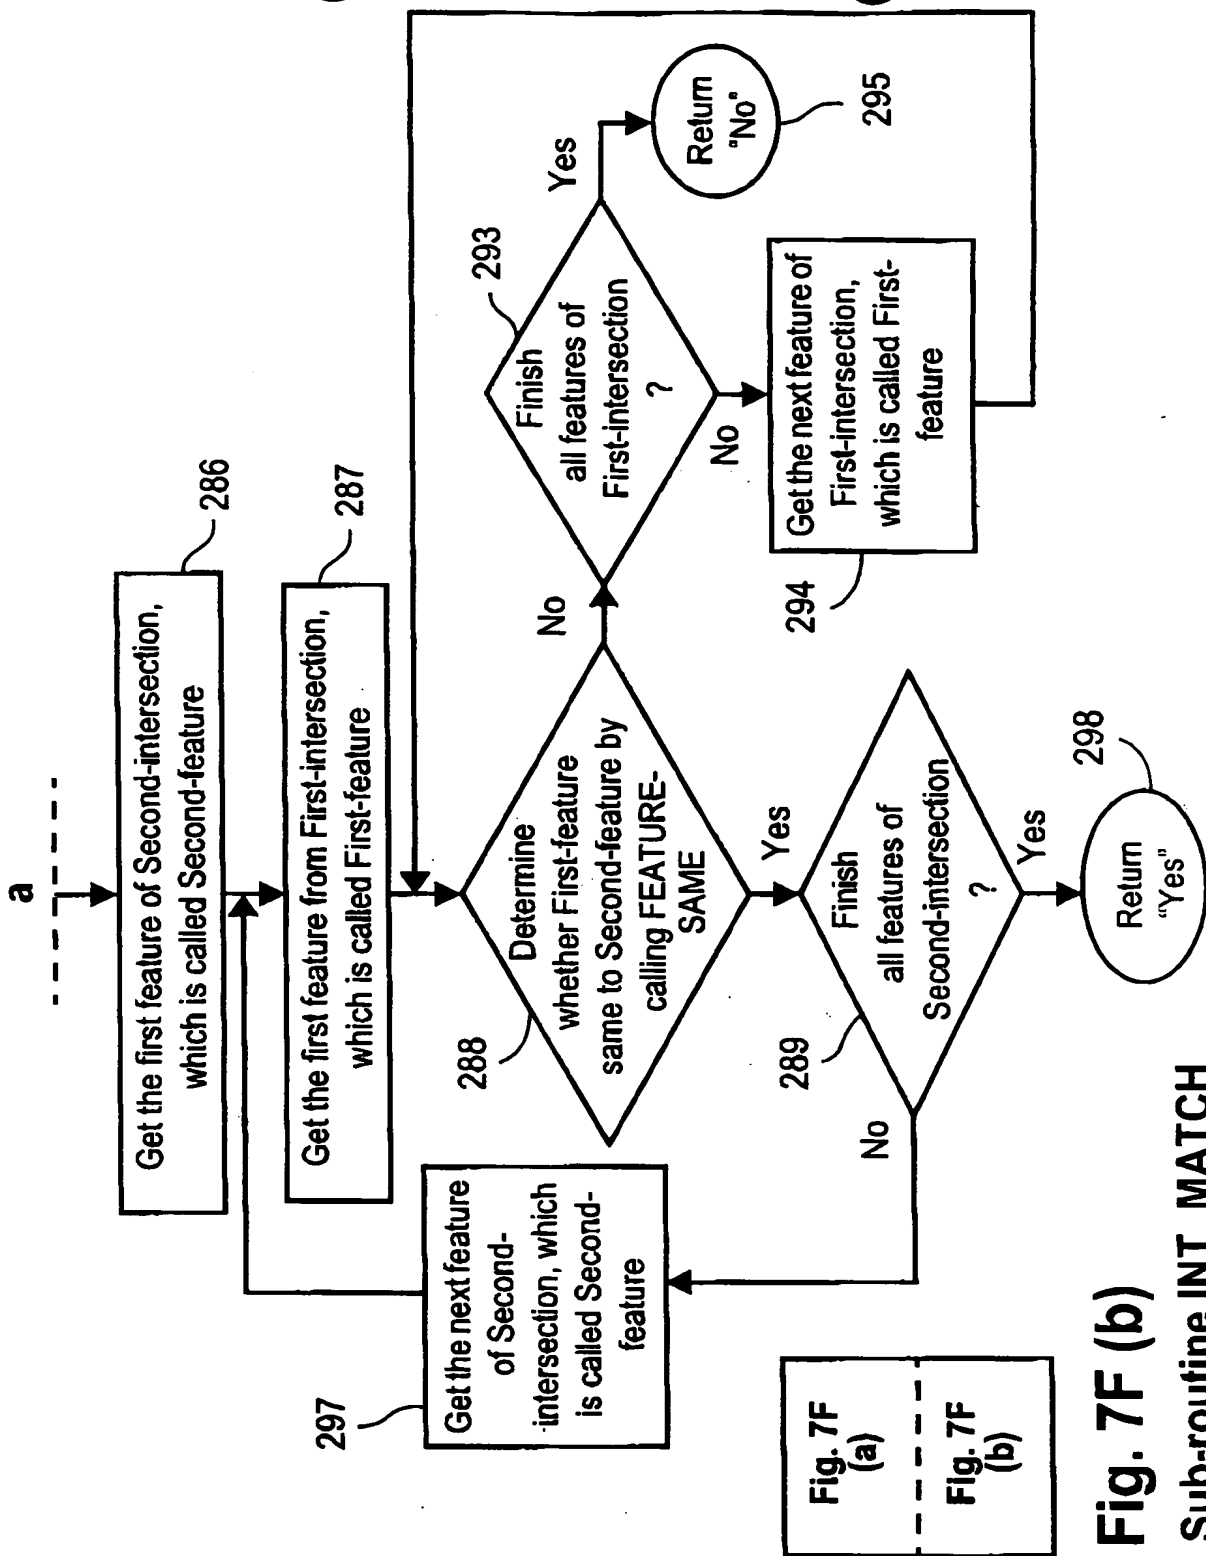 a
Get the first feature of Second-intersection,
which is called Second-feature
286
Get the first feature from First-intersection,
which is called First-feature
287
Determine
whether First-feature
same to Second-feature by
calling FEATURE-
SAME
288
No
Yes
Finish
all features of
First-intersection
?
293
Yes
Return
"No"
295
No
Get the next feature of
First-intersection,
which is called First-
feature
294
Finish
all features of
Second-intersection
?
289
No
Yes
Return
"Yes"
298
Get the next feature
of Second-
intersection, which
is called Second-
feature
297
Fig. 7F
(a)
Fig. 7F
(b)
Fig. 7F (b)
Sub-routine INT_MATCH